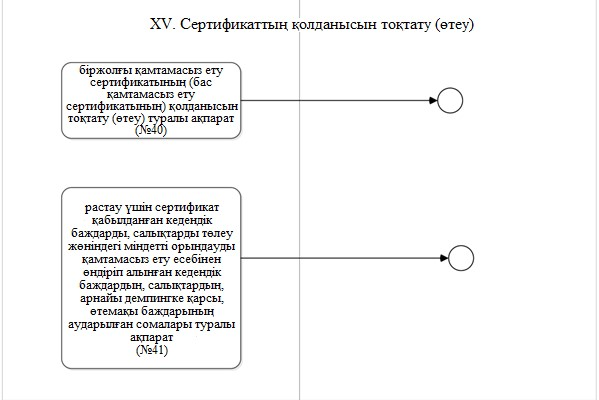 XV. Сертификаттың қолданысын тоқтату (өтеу)
біржолғы қамтамасыз ету
сертификатының (бас
қамтамасыз ету
сертификатының) қолданысын
тоқтату (өтеу) туралы ақпарат
(№40)
растау үшін сертификат
қабылданған кедендік
баждарды, салықтарды төлеу
жөніндегі міндетті орындауды
қамтамасыз ету есебінен
өндіріп алынған кедендік
баждардың, салықтардың,
арнайы демпингке қарсы,
өтемақы баждарының
аударылған сомалары туралы
ақпарат
(№41)